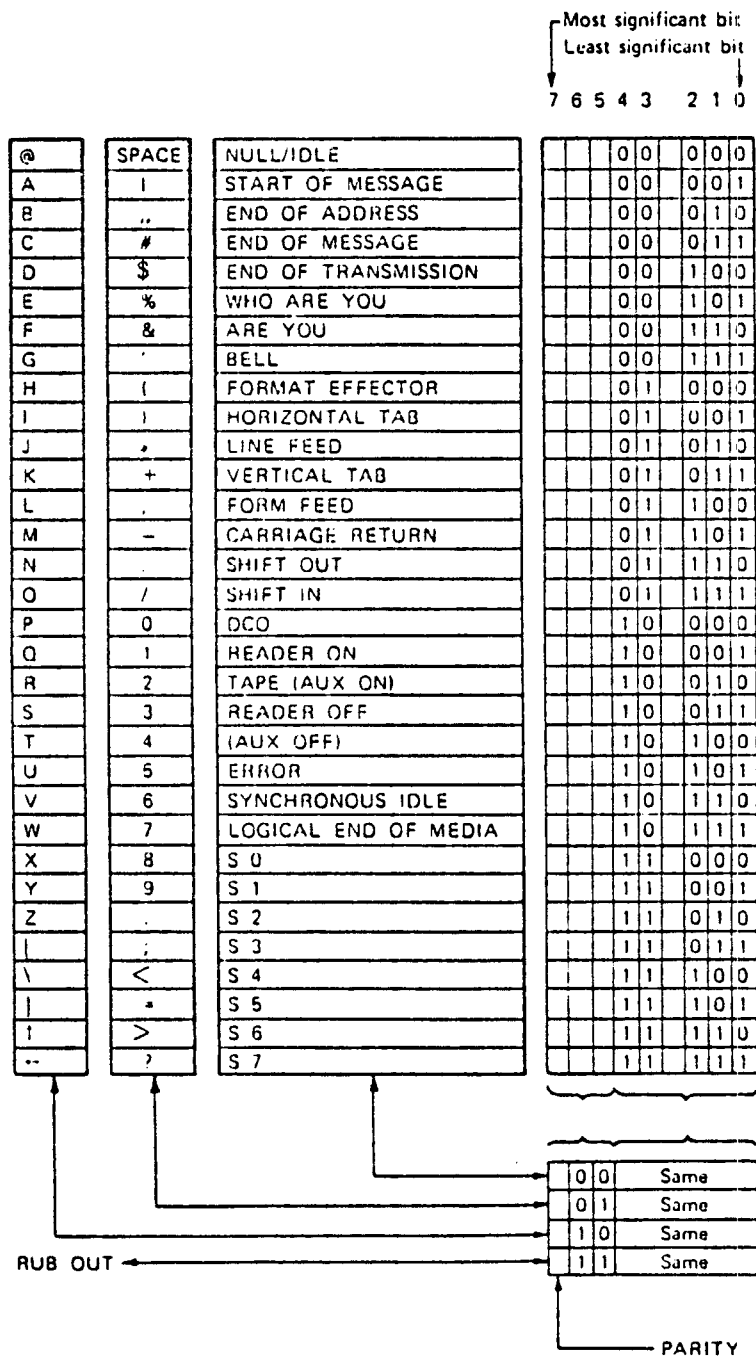 Most significant bit
Least significant bit
7 6 5 4 3 2 1 0
@ SPACE NULL/IDLE 0 0 0 0 0
A ! START OF MESSAGE 0 0 0 0 1
B " END OF ADDRESS 0 0 0 1 0
C # END OF MESSAGE 0 0 0 1 1
D $ END OF TRANSMISSION 0 0 1 0 0
E % WHO ARE YOU 0 0 1 0 1
F & ARE YOU 0 0 1 1 0
G ' BELL 0 0 1 1 1
H ( FORMAT EFFECTOR 0 1 0 0 0
I ) HORIZONTAL TAB 0 1 0 0 1
J * LINE FEED 0 1 0 1 0
K + VERTICAL TAB 0 1 0 1 1
L , FORM FEED 0 1 1 0 0
M – CARRIAGE RETURN 0 1 1 0 1
N . SHIFT OUT 0 1 1 1 0
O / SHIFT IN 0 1 1 1 1
P 0 DCO 1 0 0 0 0
Q 1 READER ON 1 0 0 0 1
R 2 TAPE (AUX ON) 1 0 0 1 0
S 3 READER OFF 1 0 0 1 1
T 4 (AUX OFF) 1 0 1 0 0
U 5 ERROR 1 0 1 0 1
V 6 SYNCHRONOUS IDLE 1 0 1 1 0
W 7 LOGICAL END OF MEDIA 1 0 1 1 1
X 8 S 0 1 1 0 0 0
Y 9 S 1 1 1 0 0 1
Z S 2 1 1 0 1 0
[ ; S 3 1 1 0 1 1
\ < S 4 1 1 1 0 0
] S 5 1 1 1 0 1
↑ > S 6 1 1 1 1 0
← ? S 7 1 1 1 1 1
0 0 Same
0 1 Same
1 0 Same
RUB OUT 1 1 Same
PARITY